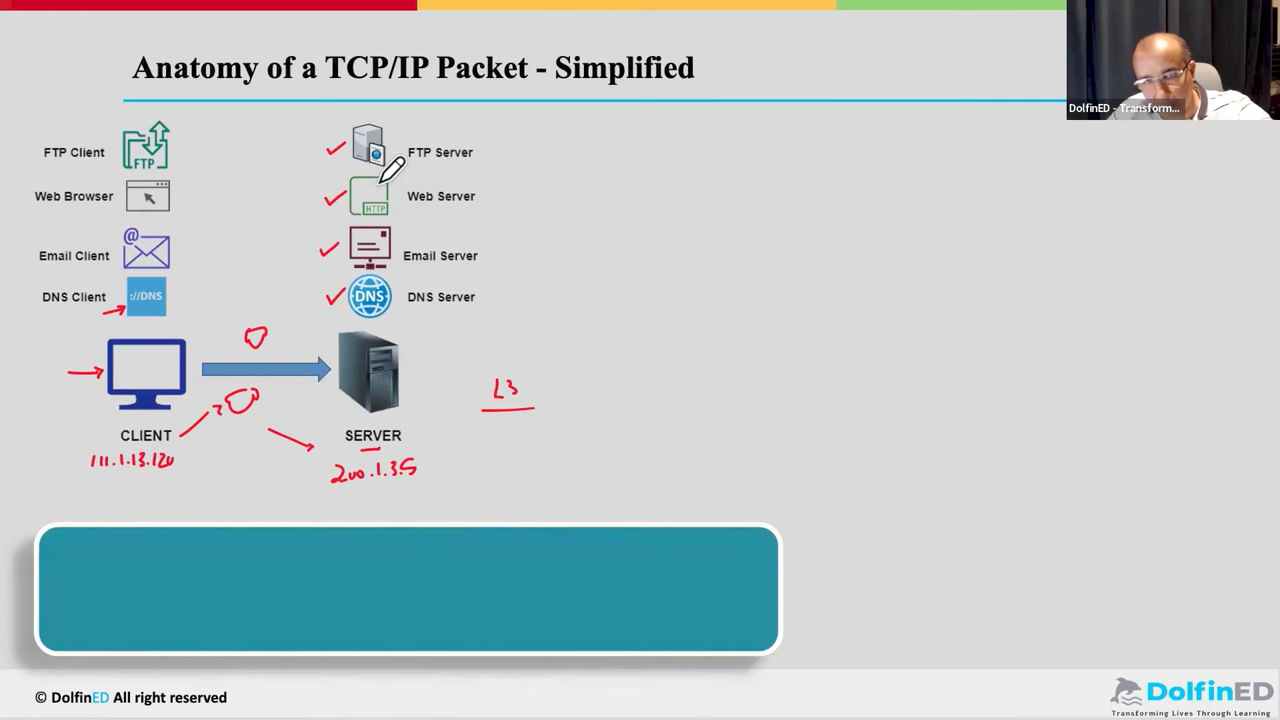 Anatomy of a TCP/IP Packet - Simplified
DolfinED - Transform...
FTP Client
FTP
FTP Server
Web Browser
HTTP
Web Server
@
Email Client
Email Server
DNS Client
://DNS
DNS
DNS Server
L3
CLIENT
SERVER
111.1.13.120
200.1.3.5
© DolfinED All right reserved
DolfinED
Transforming Lives Through Learning